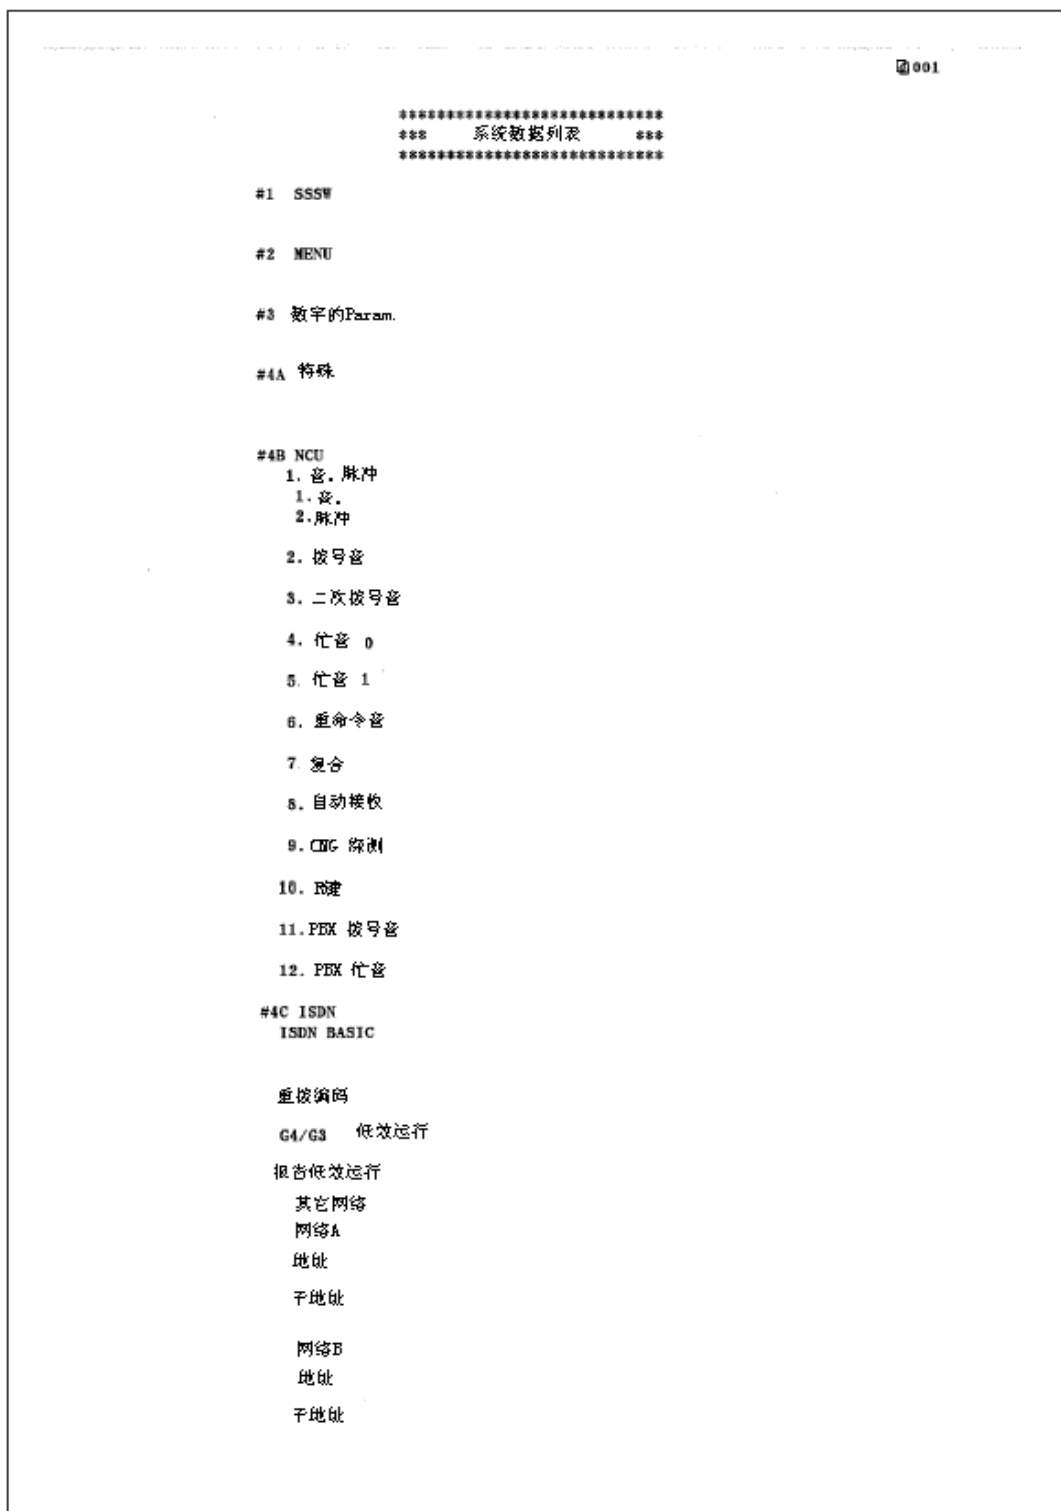 001
****************************
*** 系统数据列表 ***
****************************
#1 SSSW
#2 MENU
#3 数字的Param.
#4A 特殊
#4B NCU
1. 音. 脉冲
1. 音.
2. 脉冲
2. 拨号音
3. 二次拨号音
4. 忙音 0
5. 忙音 1
6. 重命令音
7. 复合
8. 自动接收
9. CNG 探测
10. R键
11. PBX 拨号音
12. PBX 忙音
#4C ISDN
ISDN BASIC
重拨编码
G4/G3 低效运行
报告低效运行
其它网络
网络A
地址
子地址
网络B
地址
子地址